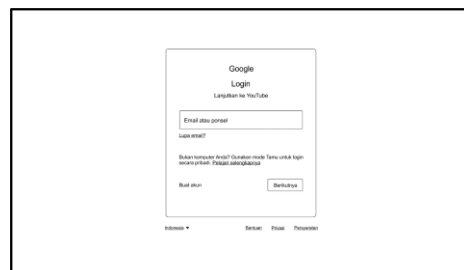 Google
Login
Lanjutkan ke YouTube
Email atau ponsel
Lupa email?
Bukan komputer Anda? Gunakan mode Tamu untuk login
secara pribadi. Pelajari selengkapnya
Buat akun
Berikutnya
Indonesia ▼ Bantuan Privasi Persyaratan